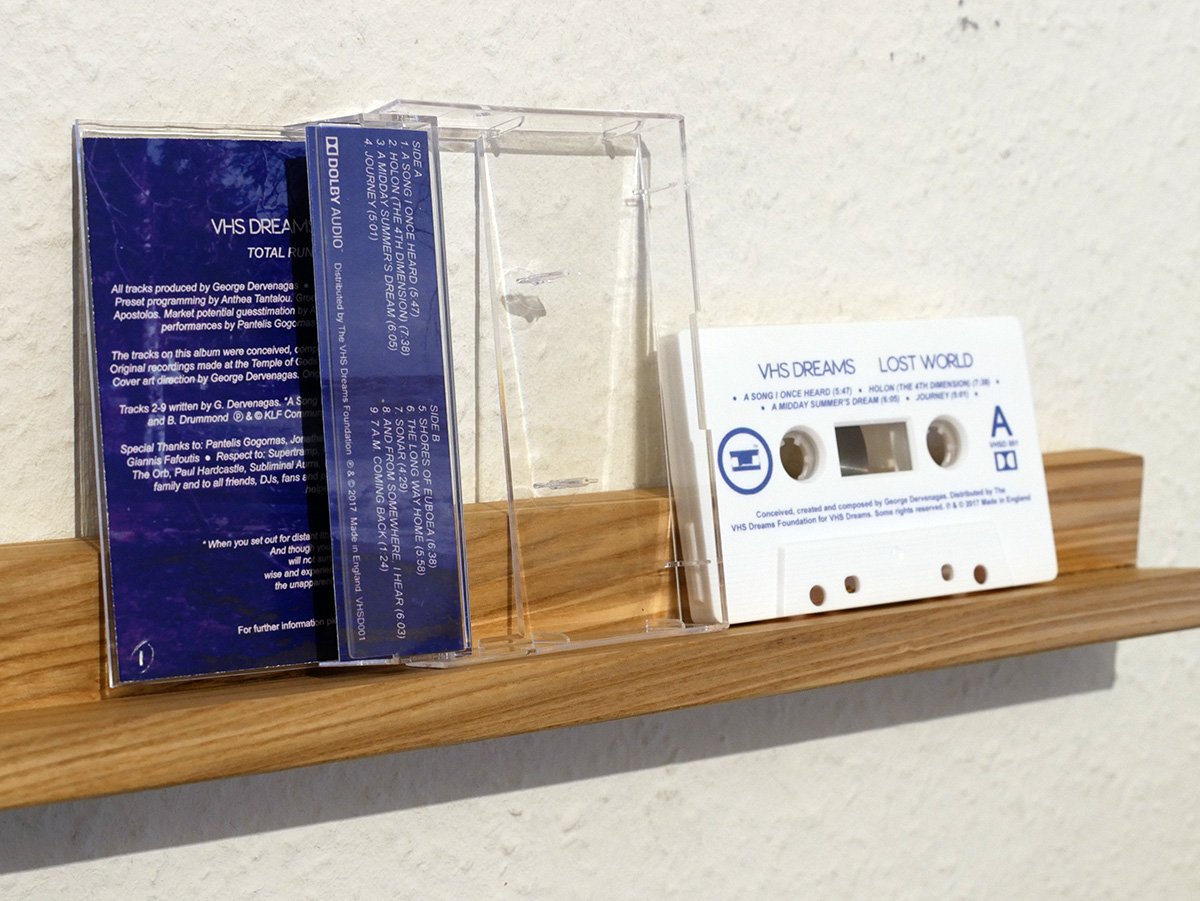 VHS DREAMS
TOTAL RUN
All tracks produced by George Dervenagas
Preset programming by Anthea Tantalou.
Apostolos. Market potential guesstimation by
performances by Pantelis Gogornas
The tracks on this album were conceived,
Original recordings made at the Temple of Gods
Cover art direction by George Dervenagas.
Tracks 2-9 written by G. Dervenagas. "A Song
and B. Drummond ℗ & © KLF Commun
Special Thanks to: Pantelis Gogornas,
Giannis Fafoutis ● Respect to: Supertramp,
The Orb, Paul Hardcastle, Subliminal
family and to all friends, DJs, fans
* When you set out for distant
And though you
will not
wise and
the
For further information
SIDE A
1. A SONG I ONCE HEARD (5:47)
2. HOLON (THE 4TH DIMENSION) (7:38)
3. A MIDDAY SUMMER'S DREAM (6:05)
4. JOURNEY (5:01)
SIDE B
5. SHORES OF EUBOEA (6:38)
6. THE LONG WAY HOME (5:58)
7. SONAR (4:29)
8. AND FROM SOMEWHERE, I HEAR (6:03)
9. 7 A.M. COMING BACK (1:24)
DOLBY AUDIO™ Distributed by The VHS Dreams Foundation ℗ & © 2017. Made in England. VHSD001
VHS DREAMS LOST WORLD
• A SONG I ONCE HEARD (5:47) • HOLON (THE 4TH DIMENSION) (7:38) •
• A MIDDAY SUMMER'S DREAM (6:05) • JOURNEY (5:01) •
A
VHSD 001
Conceived, created and composed by George Dervenagas. Distributed by The
VHS Dreams Foundation for VHS Dreams. Some rights reserved. ℗ & © 2017 Made in England